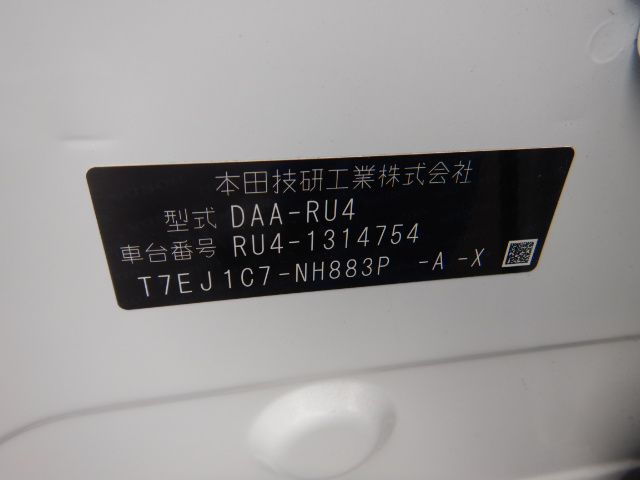 本田技研工業株式会社
型式 DAA-RU4
車台番号 RU4-1314754
T7EJ1C7-NH883P -A -X